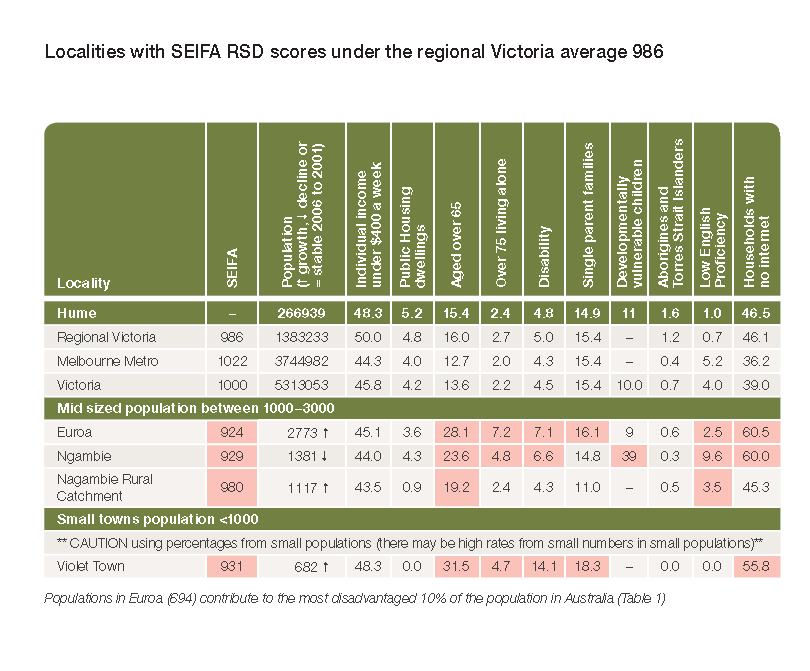 Localities with SEIFA RSD scores under the regional Victoria average 986
Locality
SEIFA
Population
(↑ growth, ↓ decline or
= stable 2006 to 2001)
Individual income
under $400 a week
Public Housing
dwellings
Aged over 65
Over 75 living alone
Disability
Single parent families
Developmentally
vulnerable children
Aborigines and
Torres Strait Islanders
Low English
Proficiency
Households with
no internet
Hume – 266939 48.3 5.2 15.4 2.4 4.8 14.9 11 1.6 1.0 46.5
Regional Victoria 986 1383233 50.0 4.8 16.0 2.7 5.0 15.4 – 1.2 0.7 46.1
Melbourne Metro 1022 3744982 44.3 4.0 12.7 2.0 4.3 15.4 – 0.4 5.2 36.2
Victoria 1000 5313053 45.8 4.2 13.6 2.2 4.5 15.4 10.0 0.7 4.0 39.0
Mid sized population between 1000–3000
Euroa 924 2773 ↑ 45.1 3.6 28.1 7.2 7.1 16.1 9 0.6 2.5 60.5
Ngambie 929 1381 ↓ 44.0 4.3 23.6 4.8 6.6 14.8 39 0.3 9.6 60.0
Nagambie Rural
Catchment 980 1117 ↑ 43.5 0.9 19.2 2.4 4.3 11.0 – 0.5 3.5 45.3
Small towns population <1000
** CAUTION using percentages from small populations (there may be high rates from small numbers in small populations)**
Violet Town 931 682 ↑ 48.3 0.0 31.5 4.7 14.1 18.3 – 0.0 0.0 55.8
Populations in Euroa (694) contribute to the most disadvantaged 10% of the population in Australia (Table 1)